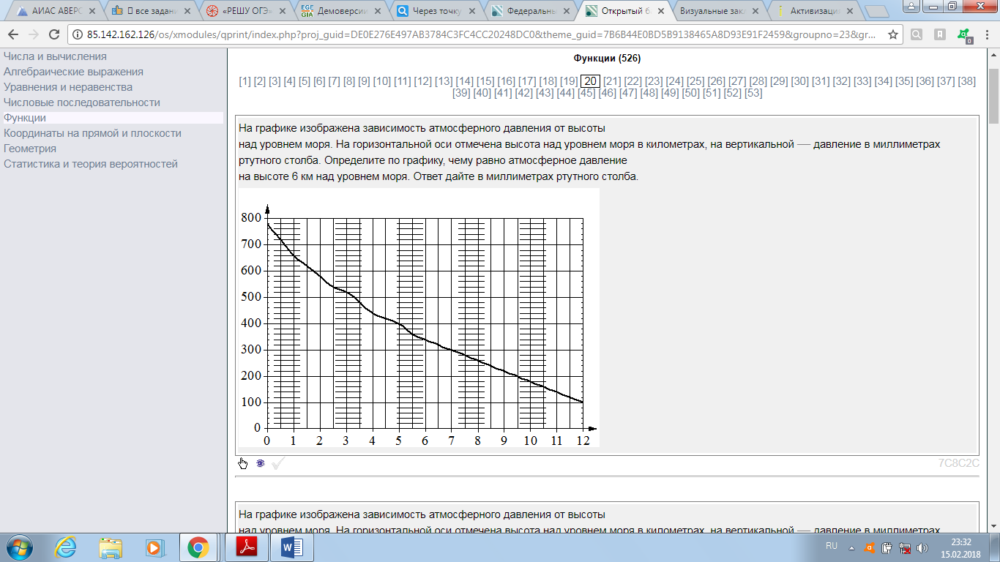 АИАС АВЕРС
все задани
«РЕШУ ОГЭ»
Демоверсии
Через точку
Федеральны
Открытый б
Визуальные закл
Активизаци
85.142.162.126/os/xmodules/qprint/index.php?proj_guid=DE0E276E497AB3784C3FC4CC20248DC0&theme_guid=7B6B44E0BD5B9138465A8D93E91F2459&groupno=23&gr...
Числа и вычисления
Алгебраические выражения
Уравнения и неравенства
Числовые последовательности
Функции
Координаты на прямой и плоскости
Геометрия
Статистика и теория вероятностей
Функции (526)
[1] [2] [3] [4] [5] [6] [7] [8] [9] [10] [11] [12] [13] [14] [15] [16] [17] [18] [19] 20 [21] [22] [23] [24] [25] [26] [27] [28] [29] [30] [31] [32] [33] [34] [35] [36] [37] [38]
[39] [40] [41] [42] [43] [44] [45] [46] [47] [48] [49] [50] [51] [52] [53]
На графике изображена зависимость атмосферного давления от высоты
над уровнем моря. На горизонтальной оси отмечена высота над уровнем моря в километрах, на вертикальной — давление в миллиметрах
ртутного столба. Определите по графику, чему равно атмосферное давление
на высоте 6 км над уровнем моря. Ответ дайте в миллиметрах ртутного столба.
800
700
600
500
400
300
200
100
0
0 1 2 3 4 5 6 7 8 9 10 11 12
7C8C2C
На графике изображена зависимость атмосферного давления от высоты
над уровнем моря. На горизонтальной оси отмечена высота над уровнем моря в километрах, на вертикальной — давление в миллиметрах
RU
23:32
15.02.2018